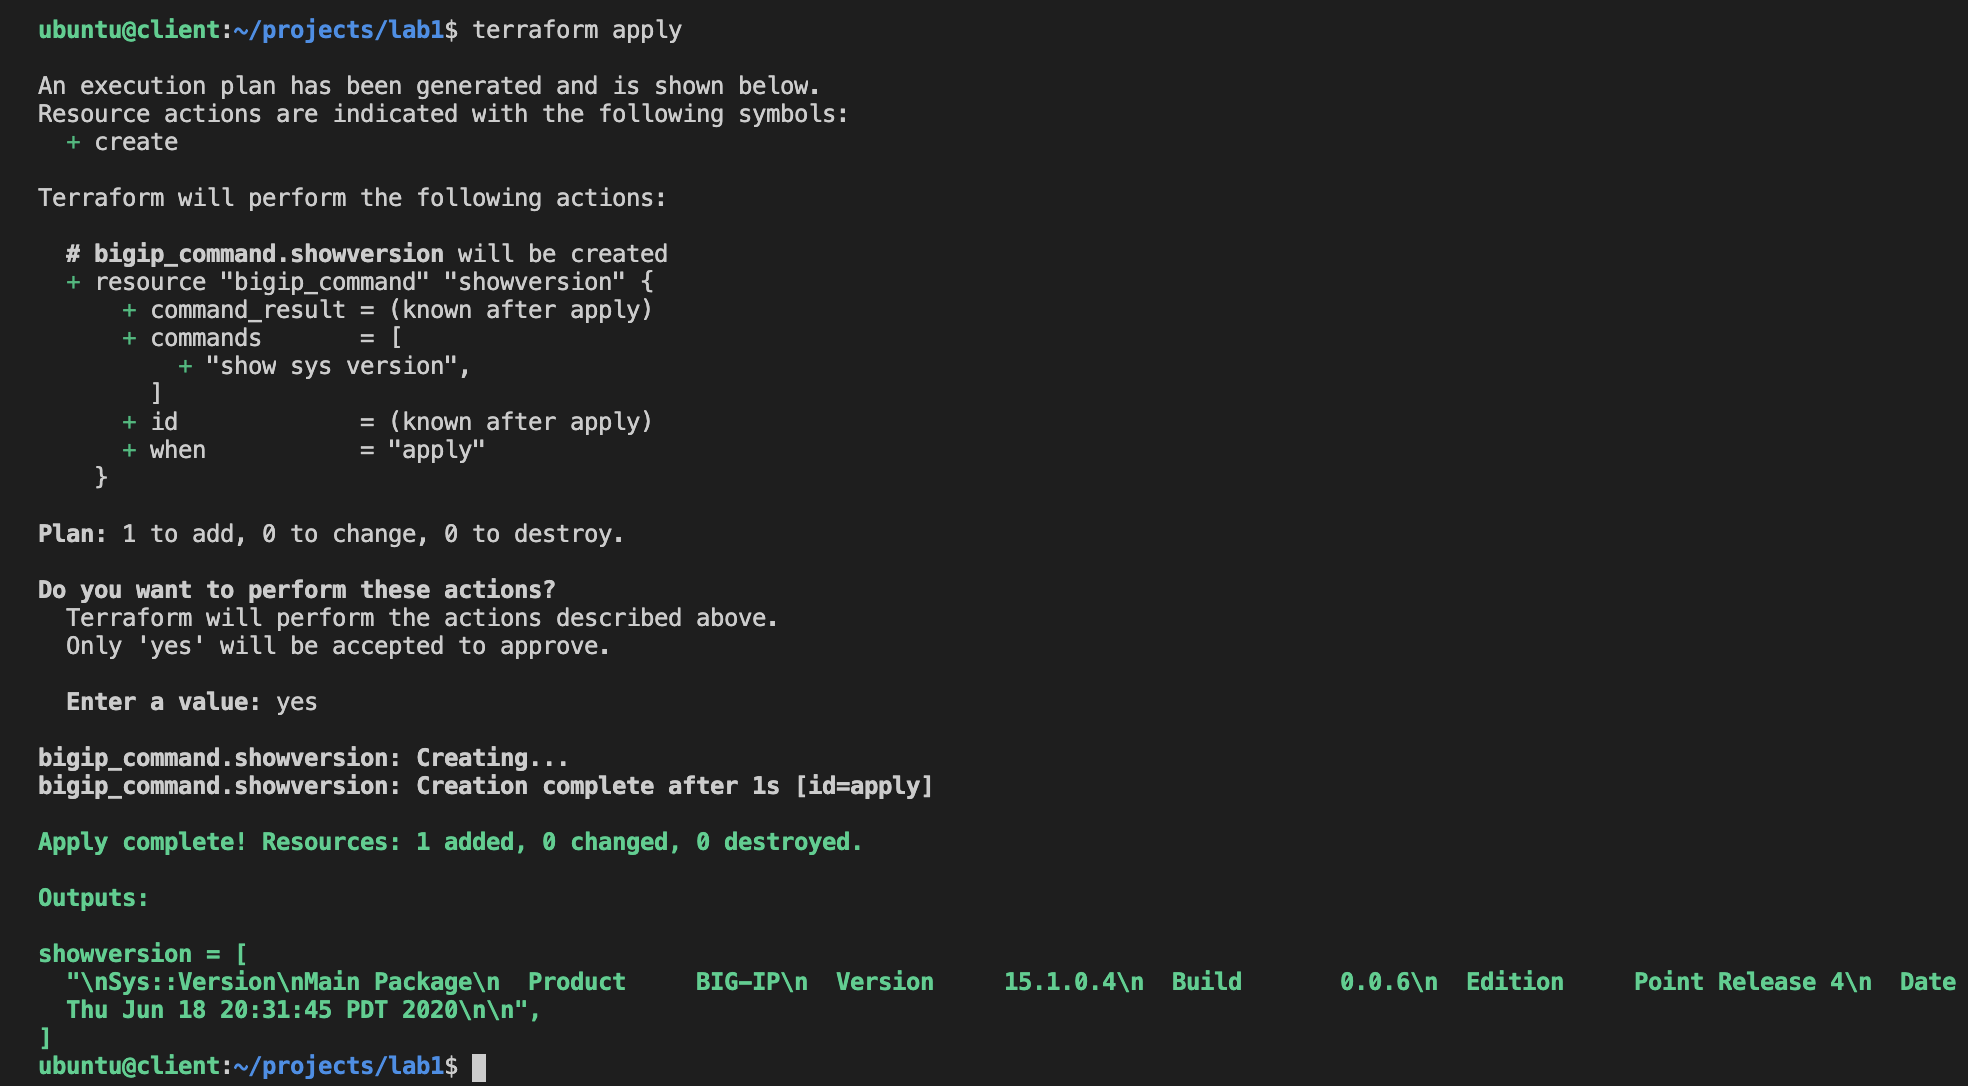 ubuntu@client:~/projects/lab1$ terraform apply

An execution plan has been generated and is shown below.
Resource actions are indicated with the following symbols:
  + create

Terraform will perform the following actions:

  # bigip_command.showversion will be created
  + resource "bigip_command" "showversion" {
      + command_result = (known after apply)
      + commands       = [
          + "show sys version",
        ]
      + id             = (known after apply)
      + when           = "apply"
    }

Plan: 1 to add, 0 to change, 0 to destroy.

Do you want to perform these actions?
  Terraform will perform the actions described above.
  Only 'yes' will be accepted to approve.

  Enter a value: yes

bigip_command.showversion: Creating...
bigip_command.showversion: Creation complete after 1s [id=apply]

Apply complete! Resources: 1 added, 0 changed, 0 destroyed.

Outputs:

showversion = [
  "\nSys::Version\nMain Package\n  Product     BIG-IP\n  Version     15.1.0.4\n  Build       0.0.6\n  Edition     Point Release 4\n  Date
  Thu Jun 18 20:31:45 PDT 2020\n\n",
]
ubuntu@client:~/projects/lab1$